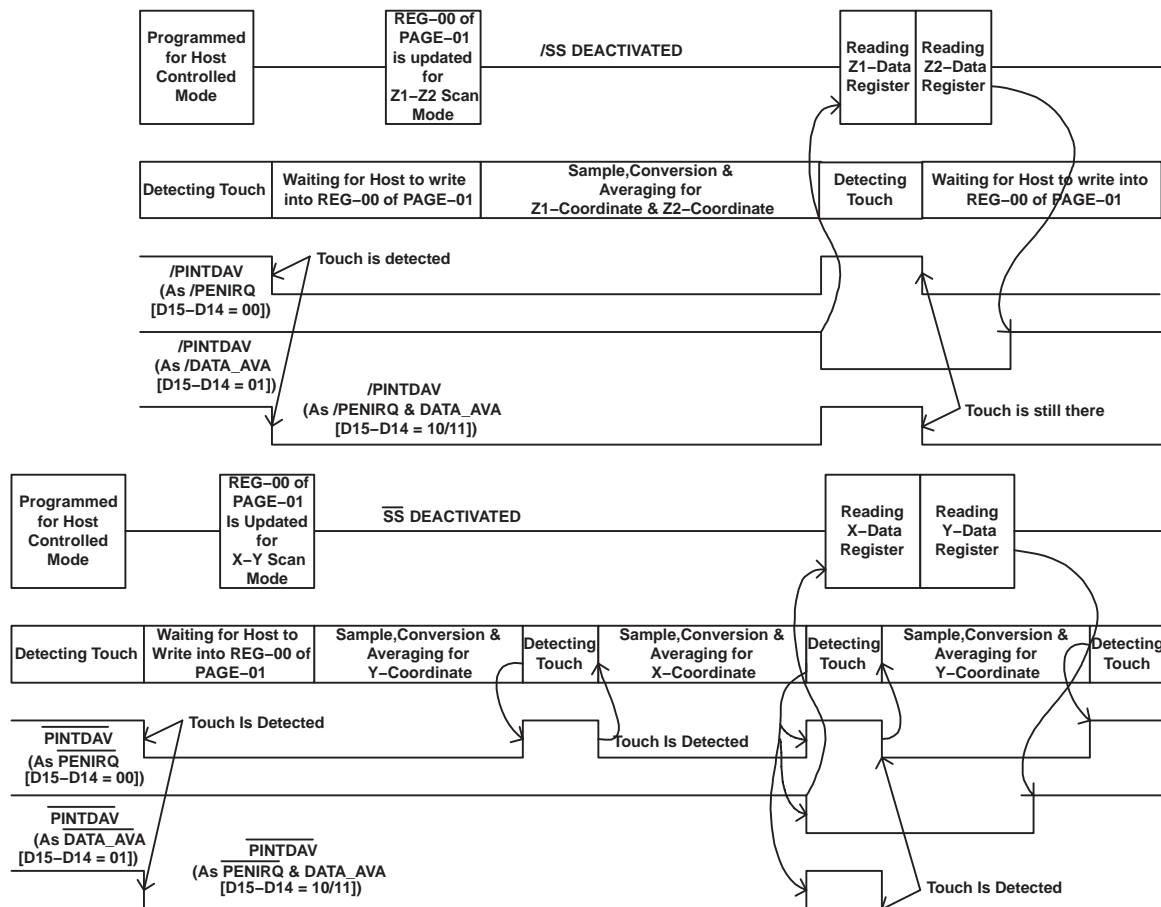 Programmed
for Host
Controlled
Mode
REG−00 of
PAGE−01
is updated
for
Z1−Z2 Scan
Mode
/SS DEACTIVATED
Reading
Z1−Data
Register
Reading
Z2−Data
Register
Detecting Touch
Waiting for Host to write
into REG−00 of PAGE−01
Sample,Conversion &
Averaging for
Z1−Coordinate & Z2−Coordinate
Detecting
Touch
Waiting for Host to write into
REG−00 of PAGE−01
Touch is detected
/PINTDAV
(As /PENIRQ
[D15−D14 = 00])
/PINTDAV
(As /DATA_AVA
[D15−D14 = 01])
/PINTDAV
(As /PENIRQ & DATA_AVA
[D15−D14 = 10/11])
Touch is still there
Programmed
for Host
Controlled
Mode
REG−00 of
PAGE−01
Is Updated
for
X−Y Scan
Mode
SS DEACTIVATED
Reading
X−Data
Register
Reading
Y−Data
Register
Detecting Touch
Waiting for Host to
Write into REG−00 of
PAGE−01
Sample,Conversion &
Averaging for
Y−Coordinate
Detecting
Touch
Sample,Conversion &
Averaging for
X−Coordinate
Detecting
Touch
Sample,Conversion &
Averaging for
Y−Coordinate
Detecting
Touch
Touch Is Detected
Touch Is Detected
PINTDAV
(As PENIRQ
[D15−D14 = 00])
PINTDAV
(As DATA_AVA
[D15−D14 = 01])
PINTDAV
(As PENIRQ & DATA_AVA
[D15−D14 = 10/11])
Touch Is Detected